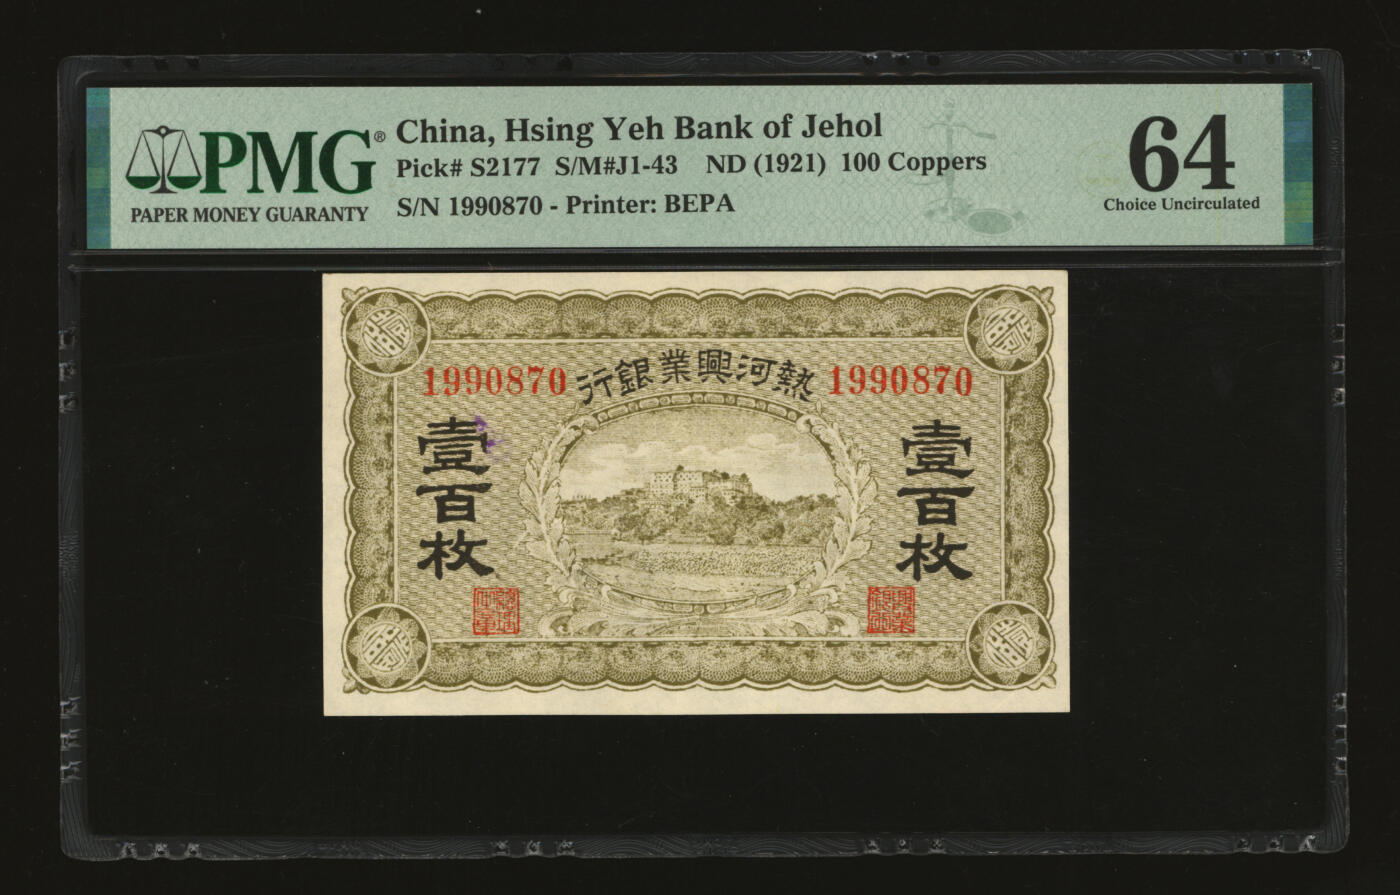 PMG®
PAPER MONEY GUARANTY
China, Hsing Yeh Bank of Jehol
Pick# S2177 S/M#J1-43 ND (1921) 100 Coppers
S/N 1990870 - Printer: BEPA
64
Choice Uncirculated
行銀業興河熱
1990870
1990870
壹百枚
壹百枚